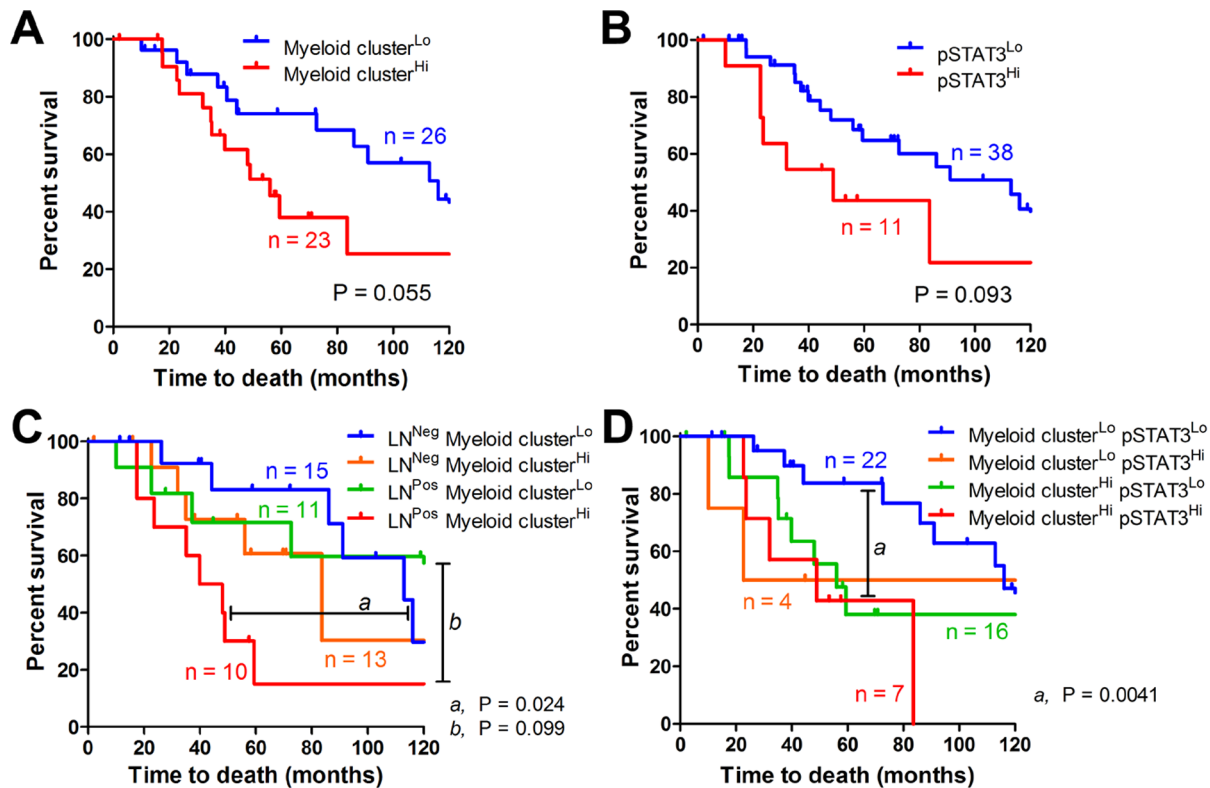 A
Percent survival
100
80
60
40
20
0
Myeloid cluster^Lo
Myeloid cluster^Hi
n = 26
n = 23
P = 0.055
0 20 40 60 80 100 120
Time to death (months)
B
Percent survival
100
80
60
40
20
0
pSTAT3^Lo
pSTAT3^Hi
n = 38
n = 11
P = 0.093
0 20 40 60 80 100 120
Time to death (months)
C
Percent survival
100
80
60
40
20
0
LN^Neg Myeloid cluster^Lo
LN^Neg Myeloid cluster^Hi
LN^Pos Myeloid cluster^Lo
LN^Pos Myeloid cluster^Hi
n = 15
n = 11
a
b
n = 13
n = 10
a, P = 0.024
b, P = 0.099
0 20 40 60 80 100 120
Time to death (months)
D
Percent survival
100
80
60
40
20
0
Myeloid cluster^Lo pSTAT3^Lo
Myeloid cluster^Lo pSTAT3^Hi
Myeloid cluster^Hi pSTAT3^Lo
Myeloid cluster^Hi pSTAT3^Hi
n = 22
a
n = 4
n = 16
n = 7
a, P = 0.0041
0 20 40 60 80 100 120
Time to death (months)